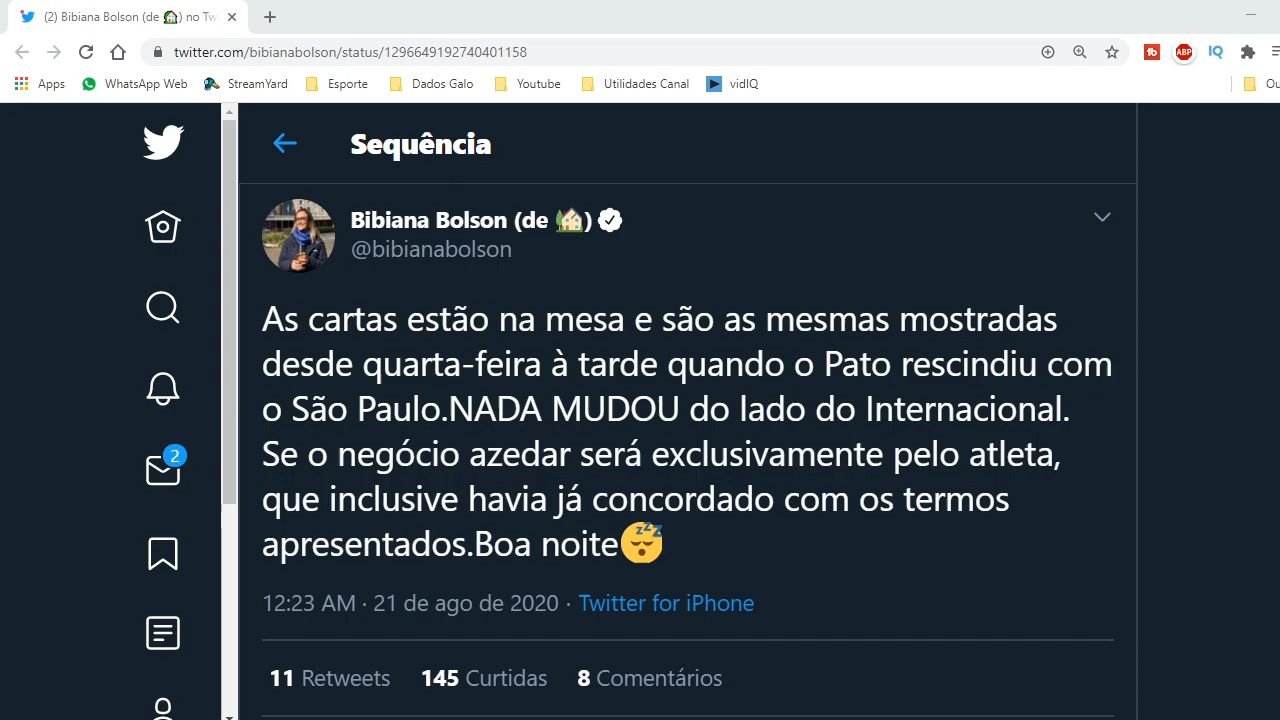 (2) Bibiana Bolson (de 🏡) no Tw
twitter.com/bibianabolson/status/1296649192740401158
ABP
IQ
Apps
WhatsApp Web
StreamYard
Esporte
Dados Galo
Youtube
Utilidades Canal
vidIQ
Ou
Sequência
Bibiana Bolson (de 🏡)
@bibianabolson
As cartas estão na mesa e são as mesmas mostradas
desde quarta-feira à tarde quando o Pato rescindiu com
o São Paulo.NADA MUDOU do lado do Internacional.
Se o negócio azedar será exclusivamente pelo atleta,
que inclusive havia já concordado com os termos
apresentados.Boa noite😴
2
12:23 AM · 21 de ago de 2020 · Twitter for iPhone
11 Retweets 145 Curtidas 8 Comentários